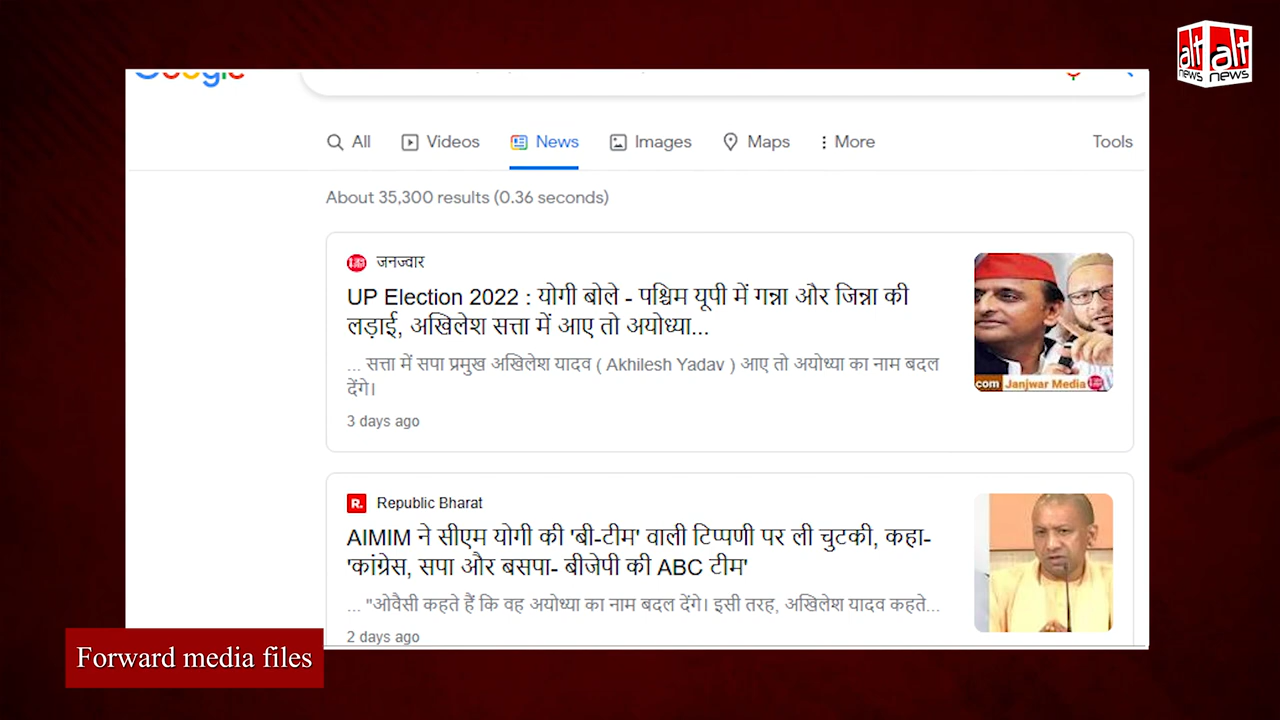 alt alt
news news
Google
All Videos News Images Maps More Tools
About 35,300 results (0.36 seconds)
जनज्वार
UP Election 2022 : योगी बोले - पश्चिम यूपी में गन्ना और जिन्ना की
लड़ाई, अखिलेश सत्ता में आए तो अयोध्या...
... सत्ता में सपा प्रमुख अखिलेश यादव ( Akhilesh Yadav ) आए तो अयोध्या का नाम बदल
देंगे।
3 days ago
com Janjwar Media
R. Republic Bharat
AIMIM ने सीएम योगी की 'बी-टीम' वाली टिप्पणी पर ली चुटकी, कहा-
'कांग्रेस, सपा और बसपा- बीजेपी की ABC टीम'
... "ओवैसी कहते हैं कि वह अयोध्या का नाम बदल देंगे। इसी तरह, अखिलेश यादव कहते...
2 days ago
Forward media files